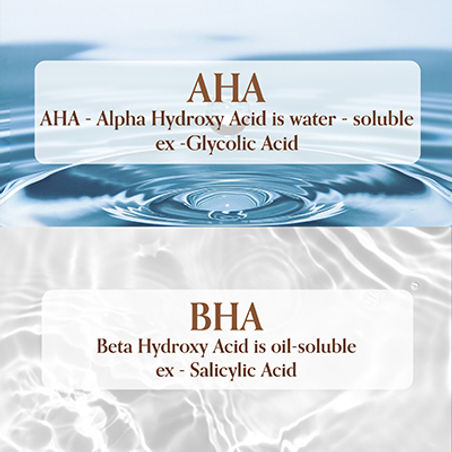 AHA
AHA - Alpha Hydroxy Acid is water - soluble
ex -Glycolic Acid
BHA
Beta Hydroxy Acid is oil-soluble
ex - Salicylic Acid